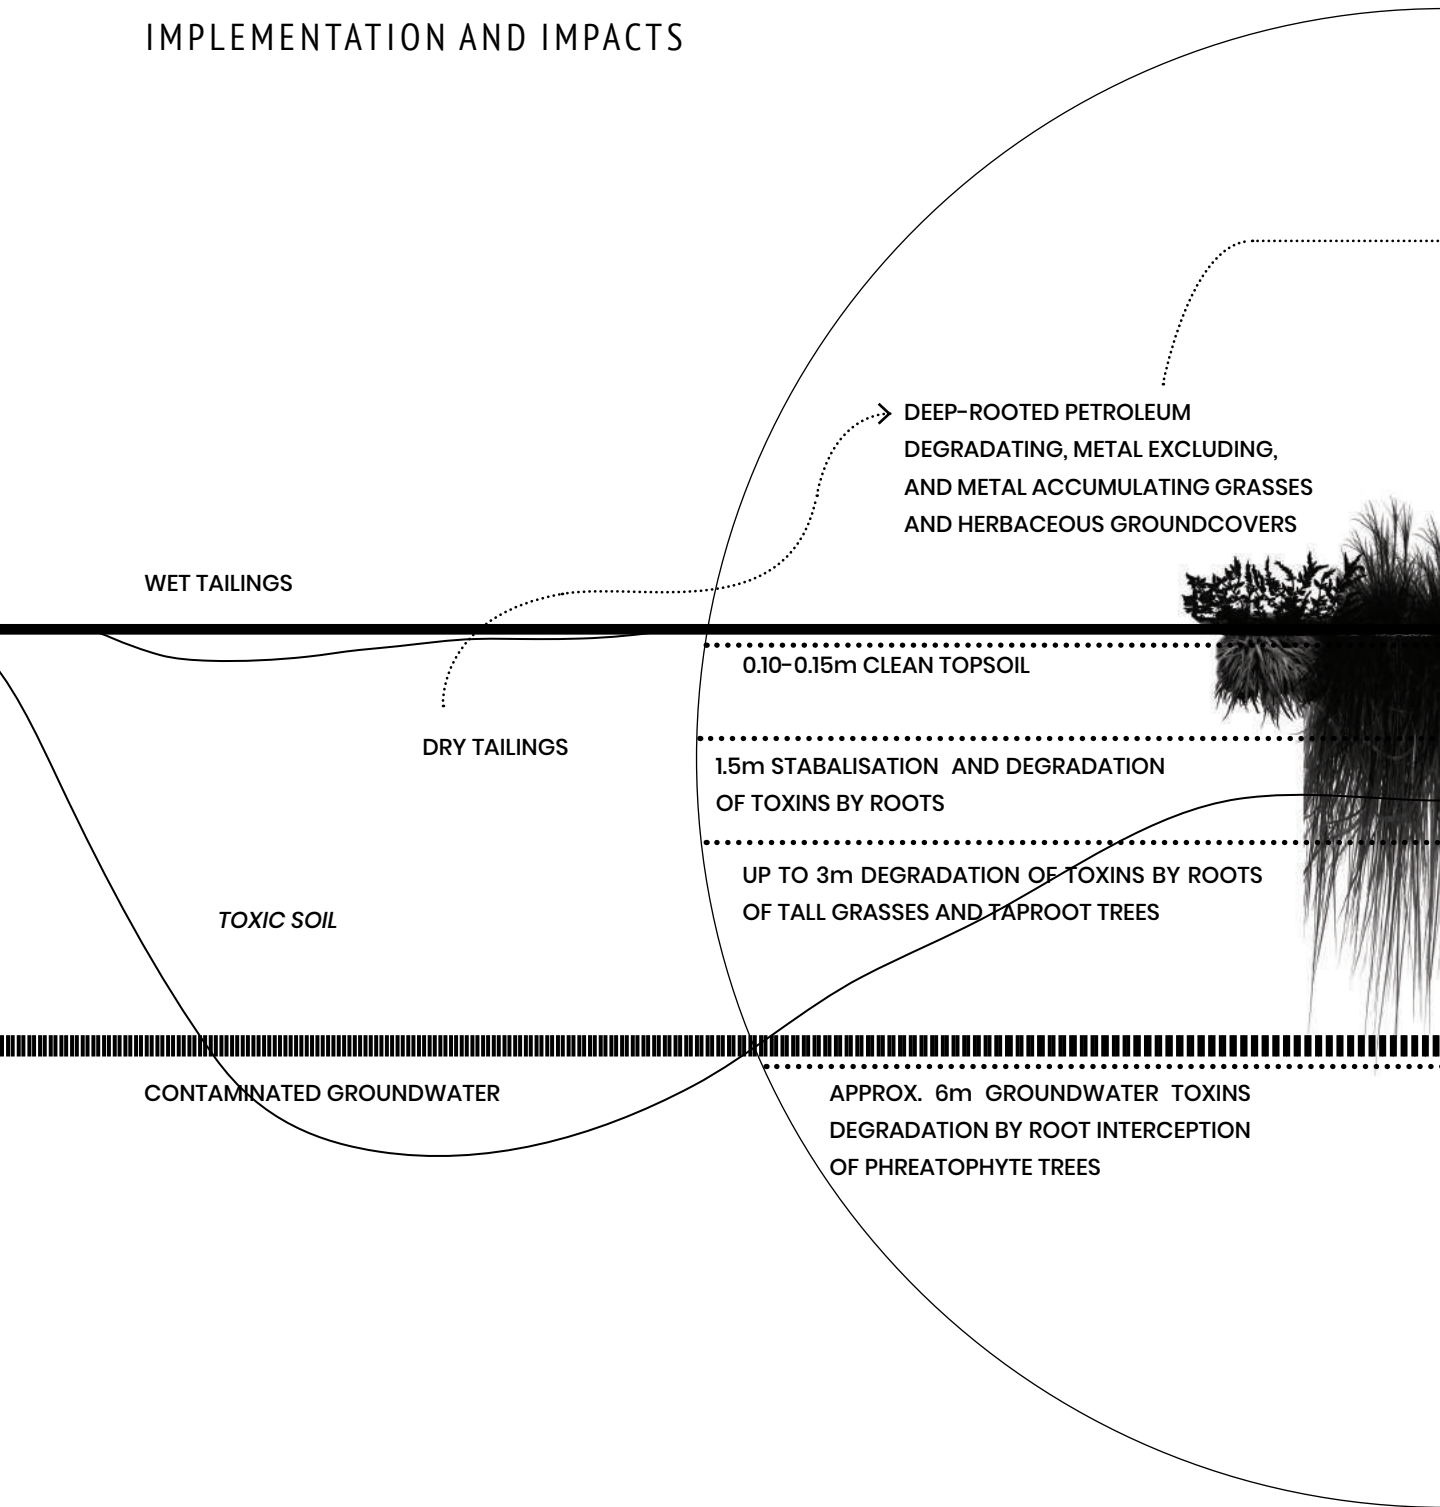 IMPLEMENTATION AND IMPACTS
DEEP-ROOTED PETROLEUM
DEGRADATING, METAL EXCLUDING,
AND METAL ACCUMULATING GRASSES
AND HERBACEOUS GROUNDCOVERS
WET TAILINGS
0.10-0.15m CLEAN TOPSOIL
DRY TAILINGS
1.5m STABALISATION AND DEGRADATION
OF TOXINS BY ROOTS
UP TO 3m DEGRADATION OF TOXINS BY ROOTS
OF TALL GRASSES AND TAPROOT TREES
TOXIC SOIL
CONTAMINATED GROUNDWATER
APPROX. 6m GROUNDWATER TOXINS
DEGRADATION BY ROOT INTERCEPTION
OF PHREATOPHYTE TREES